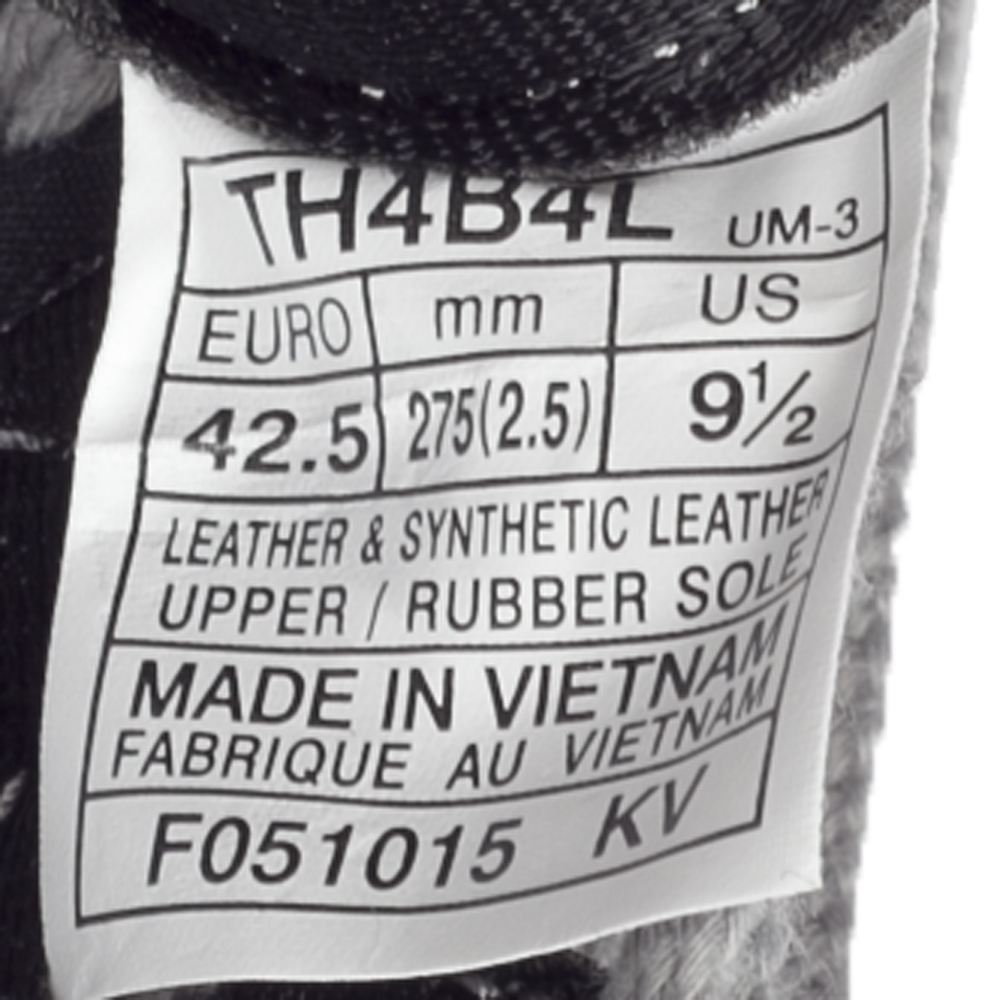 TH4B4L UM-3
EURO mm US
42.5 275(2.5) 9½
LEATHER & SYNTHETIC LEATHER
UPPER / RUBBER SOLE
MADE IN VIETNAM
FABRIQUE AU VIETNAM
F051015 KV